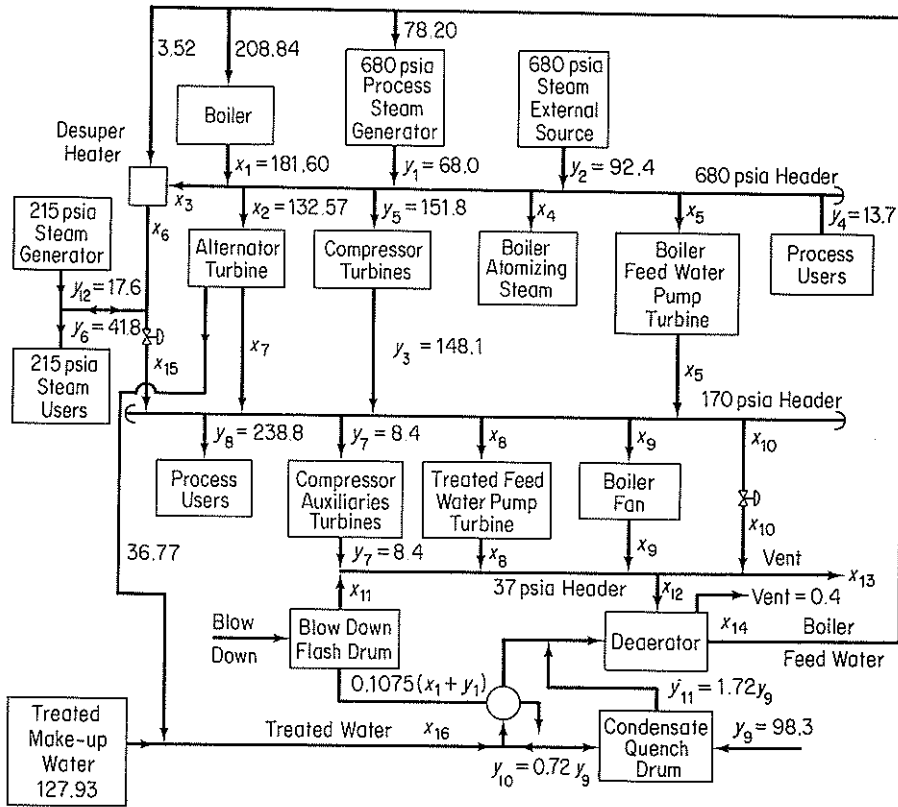 78.20
3.52
208.84
680 psia
Process
Steam
Generator
680 psia
Steam
External
Source
Boiler
Desuper
Heater
x1 = 181.60
y1 = 68.0
y2 = 92.4
680 psia Header
x3
x2 = 132.57
y5 = 151.8
x4
x5
y4 = 13.7
215 psia
Steam
Generator
x6
Alternator
Turbine
Compressor
Turbines
Boiler
Atomizing
Steam
Boiler
Feed Water
Pump
Turbine
Process
Users
y12 = 17.6
y6 = 41.8
215 psia
Steam
Users
x15
x7
y3 = 148.1
x5
170 psia Header
y8 = 238.8
y7 = 8.4
x8
x9
x10
Process
Users
Compressor
Auxiliaries
Turbines
Treated Feed
Water Pump
Turbine
Boiler
Fan
x10
36.77
y7 = 8.4
x8
x9
Vent
x13
x11
37 psia Header
x12
Vent = 0.4
Blow
Down
Blow Down
Flash Drum
Deaerator
x14
Boiler
Feed Water
0.1075(x1 + y1)
y11 = 1.72y9
Treated
Make-up
Water
127.93
Treated Water
x16
y10 = 0.72 y9
Condensate
Quench
Drum
y9 = 98.3